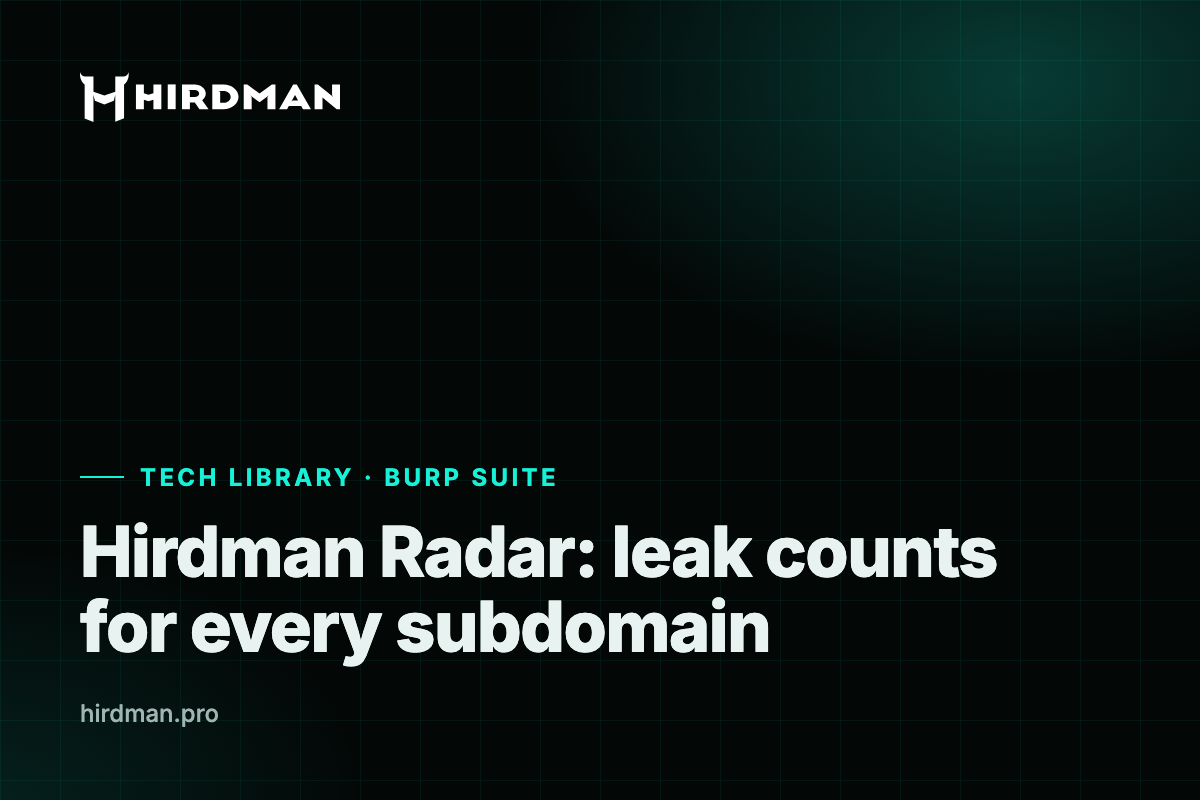 HIRDMAN
TECH LIBRARY · BURP SUITE
Hirdman Radar: leak counts
for every subdomain
hirdman.pro